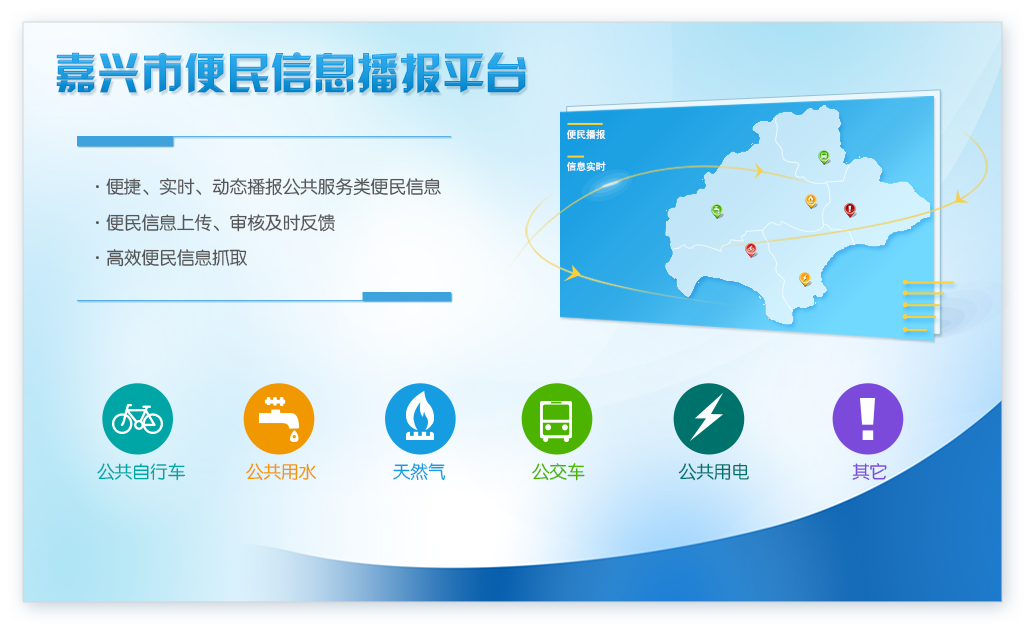 嘉兴市便民信息播报平台
便民播报
信息实时
· 便捷、实时、动态播报公共服务类便民信息
· 便民信息上传、审核及时反馈
· 高效便民信息抓取
公共自行车
公共用水
天然气
公交车
公共用电
其它